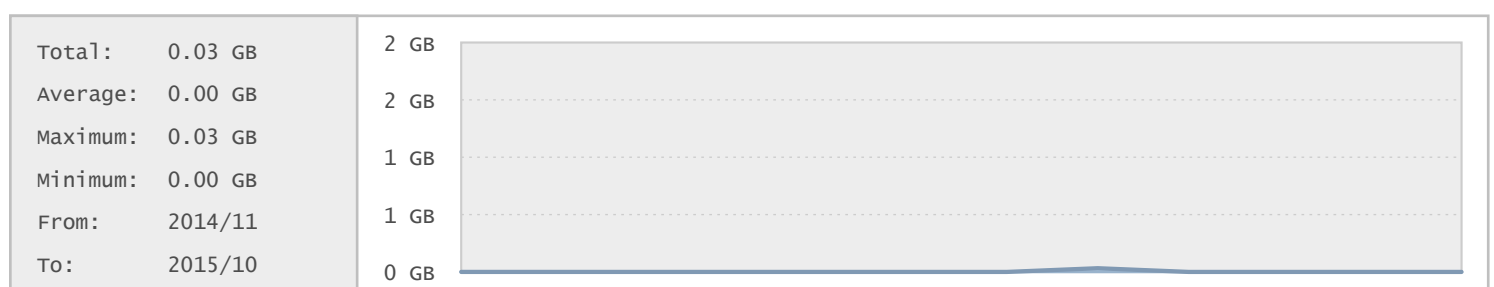 Total: 0.03 GB
Average: 0.00 GB
Maximum: 0.03 GB
Minimum: 0.00 GB
From: 2014/11
To: 2015/10
2 GB
2 GB
1 GB
1 GB
0 GB